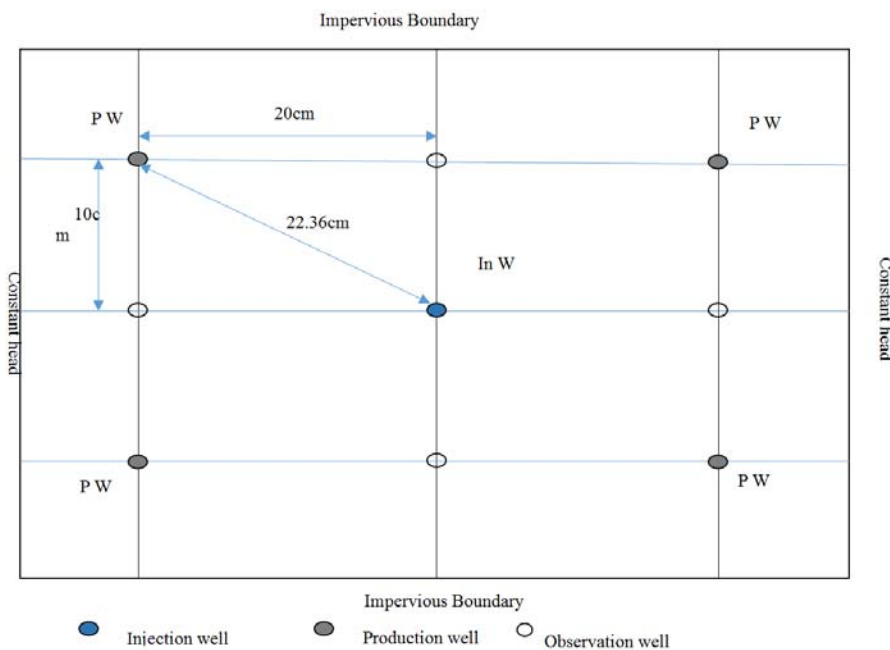 Impervious Boundary
P W
20cm
P W
10c
m
22.36cm
In W
Constant head
Constant head
P W
P W
Impervious Boundary
Injection well
Production well
Observation well